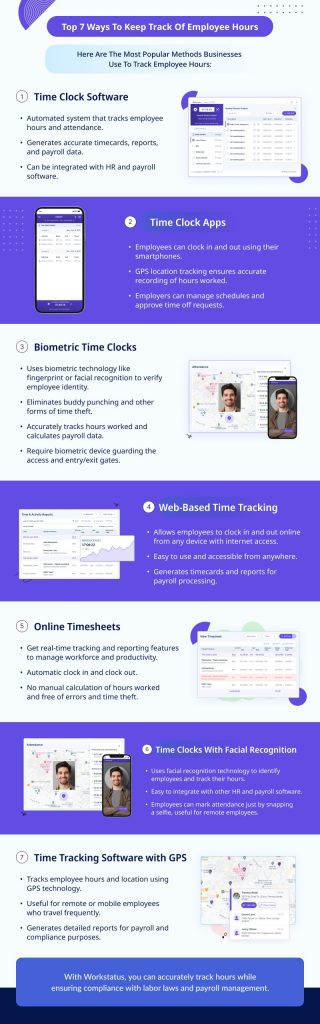 Top 7 Ways To Keep Track Of Employee Hours
Here Are The Most Popular Methods Businesses
Use To Track Employee Hours:
1 Time Clock Software
• Automated system that tracks employee
hours and attendance.
• Generates accurate timecards, reports,
and payroll data.
• Can be integrated with HR and payroll
software.
2 Time Clock Apps
• Employees can clock in and out using their
smartphones.
• GPS location tracking ensures accurate
recording of hours worked.
• Employers can manage schedules and
approve time off requests.
3 Biometric Time Clocks
• Uses biometric technology like
fingerprint or facial recognition to verify
employee identity.
• Eliminates buddy punching and other
forms of time theft.
• Accurately tracks hours worked and
calculates payroll data.
• Require biometric device guarding the
access and entry/exit gates.
Attendance
4 Web-Based Time Tracking
• Allows employees to clock in and out online
from any device with internet access.
• Easy to use and accessible from anywhere.
• Generates timecards and reports for
payroll processing.
Time & Activity Reports
5 Online Timesheets
• Get real-time tracking and reporting features
to manage workforce and productivity.
• Automatic clock in and clock out.
• No manual calculation of hours worked
and free of errors and time theft.
View Timesheet
6 Time Clocks With Facial Recognition
• Uses facial recognition technology to identify
employees and track their hours.
• Easy to integrate with other HR and payroll software.
• Employees can mark attendance just by snapping
a selfie, useful for remote employees.
Attendance
7 Time Tracking Software with GPS
• Tracks employee hours and location using
GPS technology.
• Useful for remote or mobile employees
who travel frequently.
• Generates detailed reports for payroll and
compliance purposes.
With Workstatus, you can accurately track hours while
ensuring compliance with labor laws and payroll management.